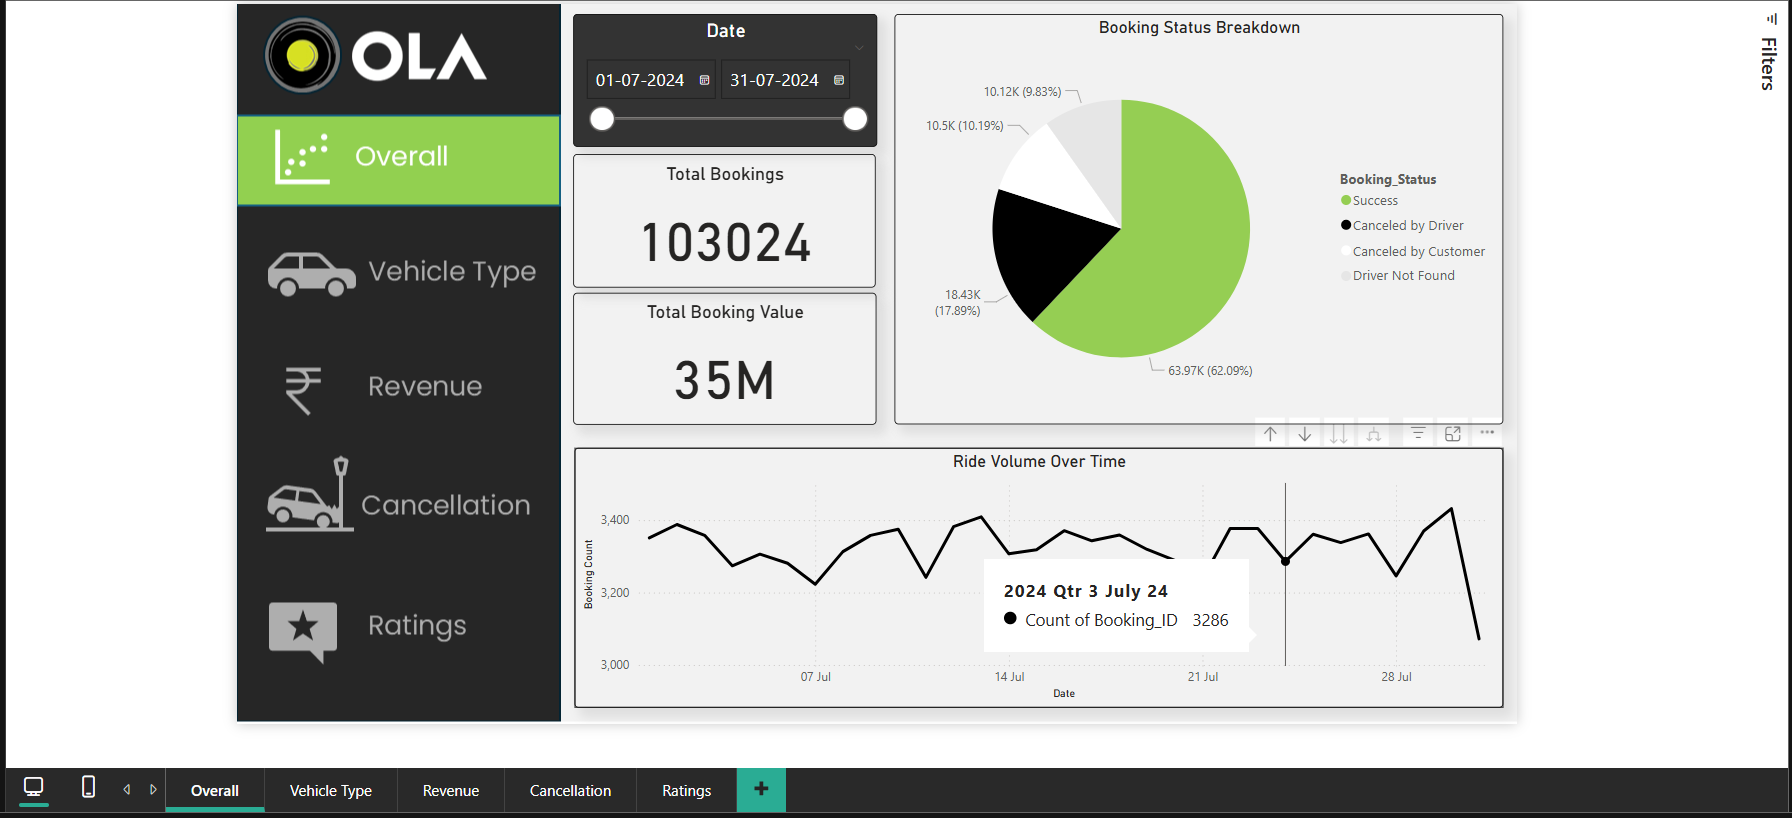 OLA
Overall
Vehicle Type
Revenue
Cancellation
Ratings
Date
01-07-2024
31-07-2024
Total Bookings
103024
Total Booking Value
35M
Booking Status Breakdown
10.12K (9.83%)
10.5K (10.19%)
18.43K
(17.89%)
63.97K (62.09%)
Booking_Status
Success
Canceled by Driver
Canceled by Customer
Driver Not Found
Filters
Ride Volume Over Time
Booking Count
3,400
3,200
3,000
2024 Qtr 3 July 24
Count of Booking_ID 3286
07 Jul
14 Jul
21 Jul
28 Jul
Date
Overall
Vehicle Type
Revenue
Cancellation
Ratings